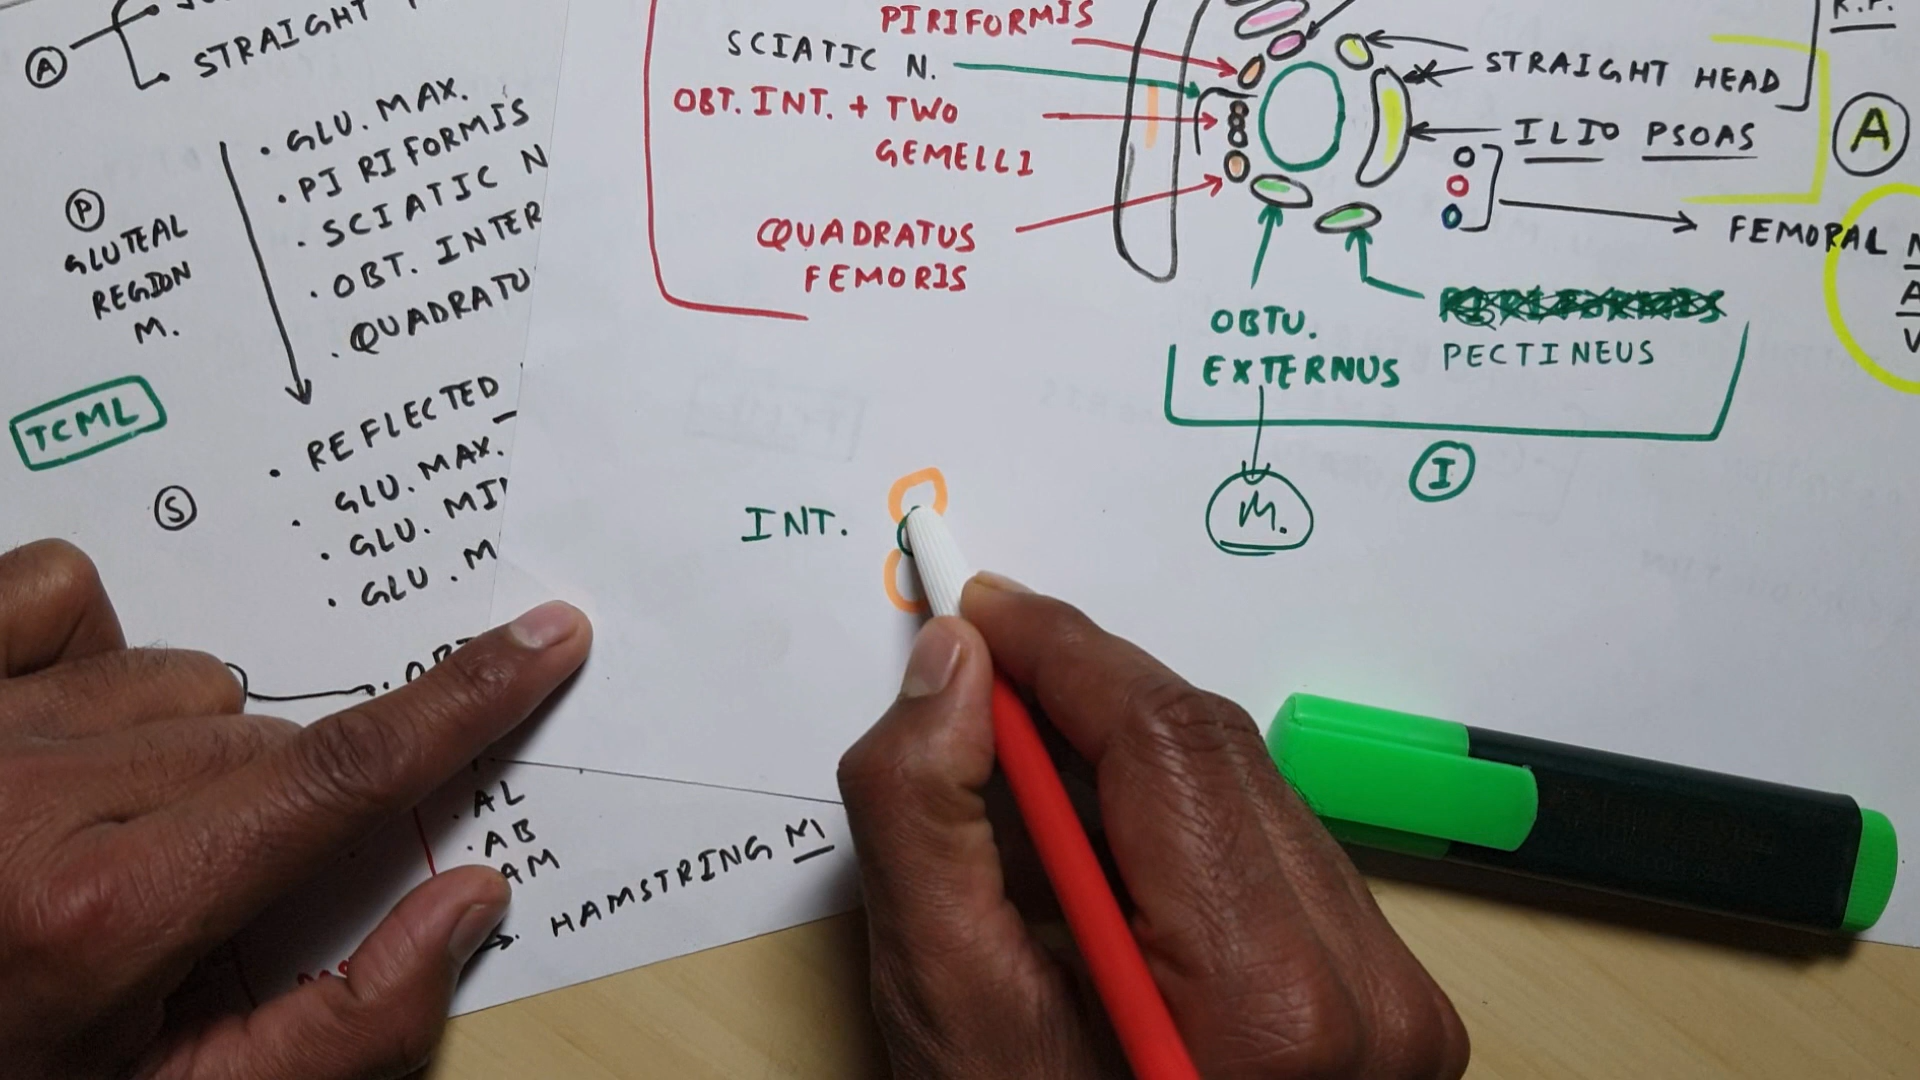 A
STRAIGHT
P
GLUTEAL
REGION
M.
. GLU. MAX.
. PIRIFORMIS
. SCIATIC N
. OBT. INTER
. QUADRATU
TCML
S
. REFLECTED
. GLU. MAX.
. GLU. MI
. GLU. M
. OBT
. AL
. AB
AM
HAMSTRING M
PIRIFORMIS
SCIATIC N.
OBT. INT. + TWO
GEMELLI
QUADRATUS
FEMORIS
R.F.
STRAIGHT HEAD
ILIO PSOAS
A
FEMORAL N
A
V
OBTU.
EXTERNUS
PECTINEUS
I
M.
INT.